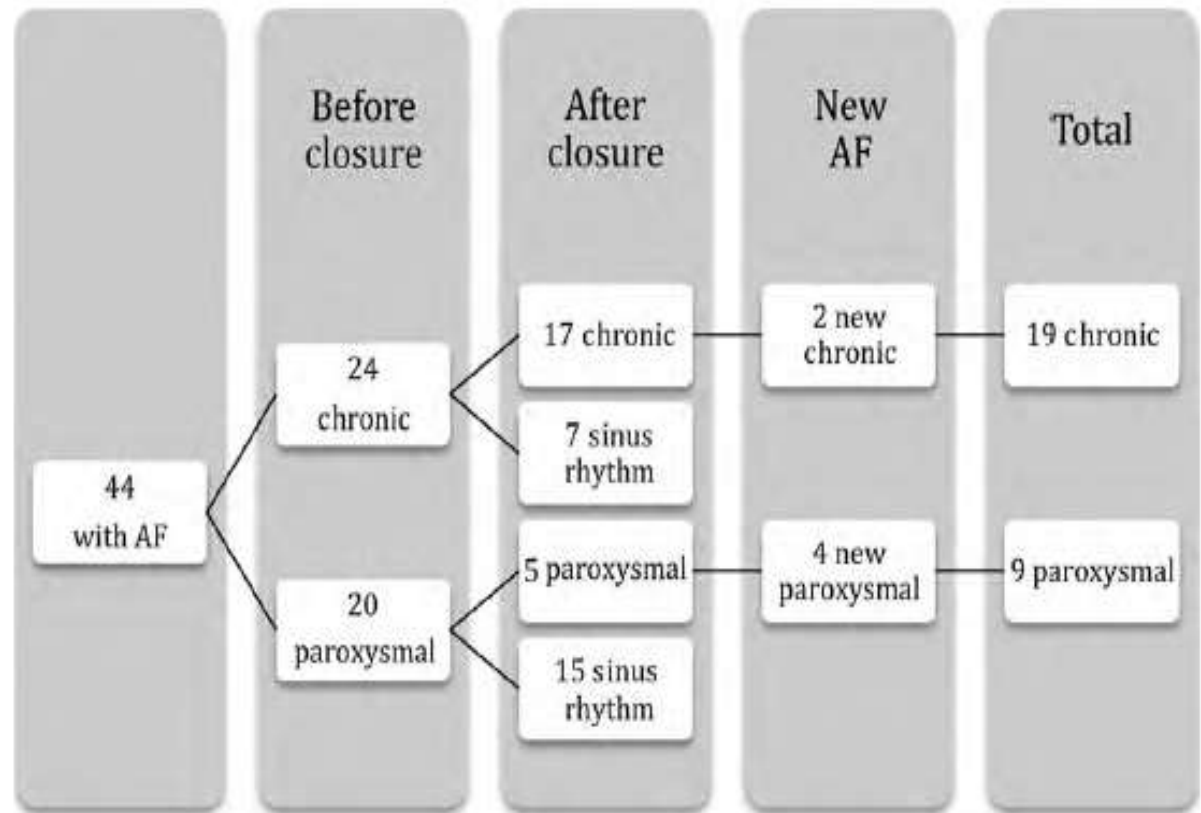 Before
closure
After
closure
New
AF
Total
44
with AF
24
chronic
20
paroxysmal
17 chronic
7 sinus
rhythm
5 paroxysmal
15 sinus
rhythm
2 new
chronic
4 new
paroxysmal
19 chronic
9 paroxysmal